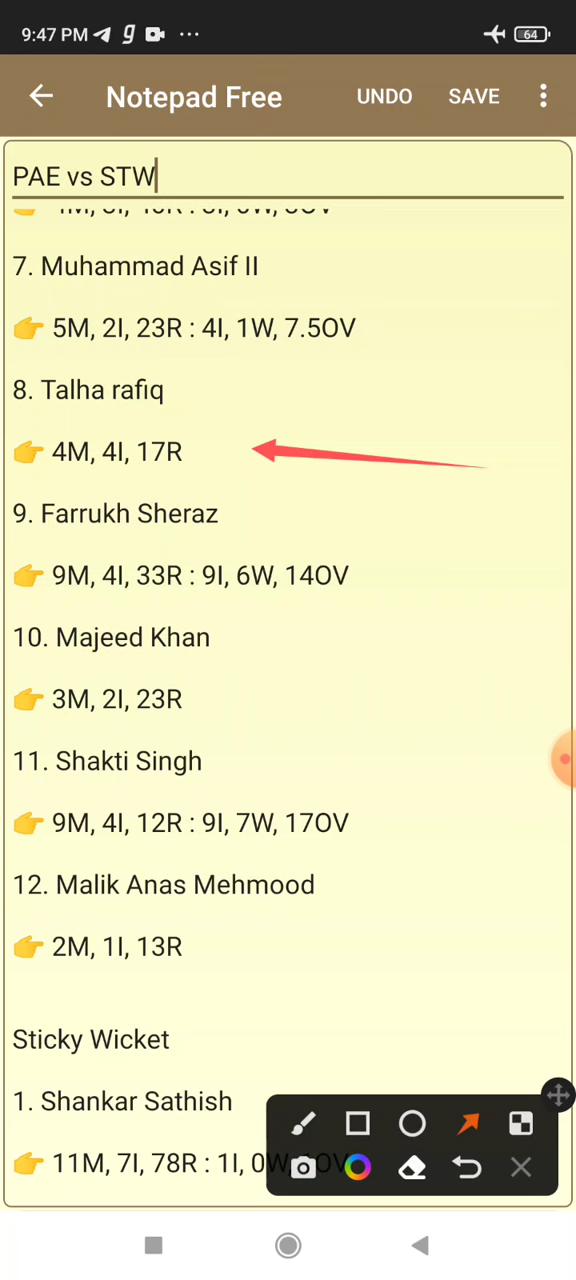 9:47 PM
64
Notepad Free
UNDO
SAVE
PAE vs STW
7. Muhammad Asif II
👉 5M, 2I, 23R : 4I, 1W, 7.5OV
8. Talha rafiq
👉 4M, 4I, 17R
9. Farrukh Sheraz
👉 9M, 4I, 33R : 9I, 6W, 14OV
10. Majeed Khan
👉 3M, 2I, 23R
11. Shakti Singh
👉 9M, 4I, 12R : 9I, 7W, 17OV
12. Malik Anas Mehmood
👉 2M, 1I, 13R
Sticky Wicket
1. Shankar Sathish
👉 11M, 7I, 78R : 1I,